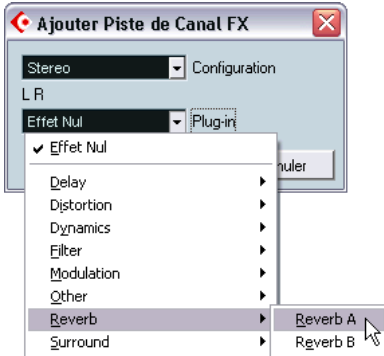 Ajouter Piste de Canal FX
Stereo Configuration
L R
Effet Nul Plug-in
Effet Nul
nuler
Delay
Distortion
Dynamics
Filter
Modulation
Other
Reverb Reverb A
Surround Reverb B